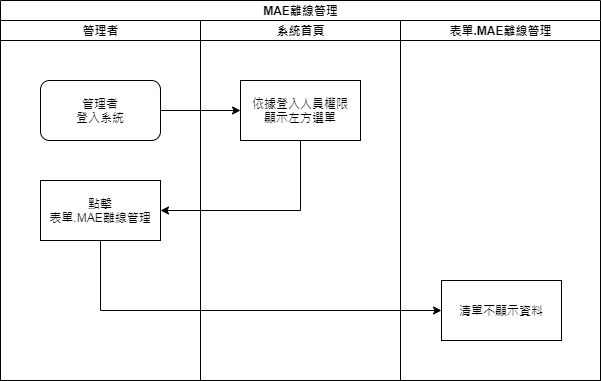 MAE離線管理
管理者
系統首頁
表單.MAE離線管理
管理者
登入系統
依據登入人員權限
顯示左方選單
點擊
表單.MAE離線管理
清單不顯示資料